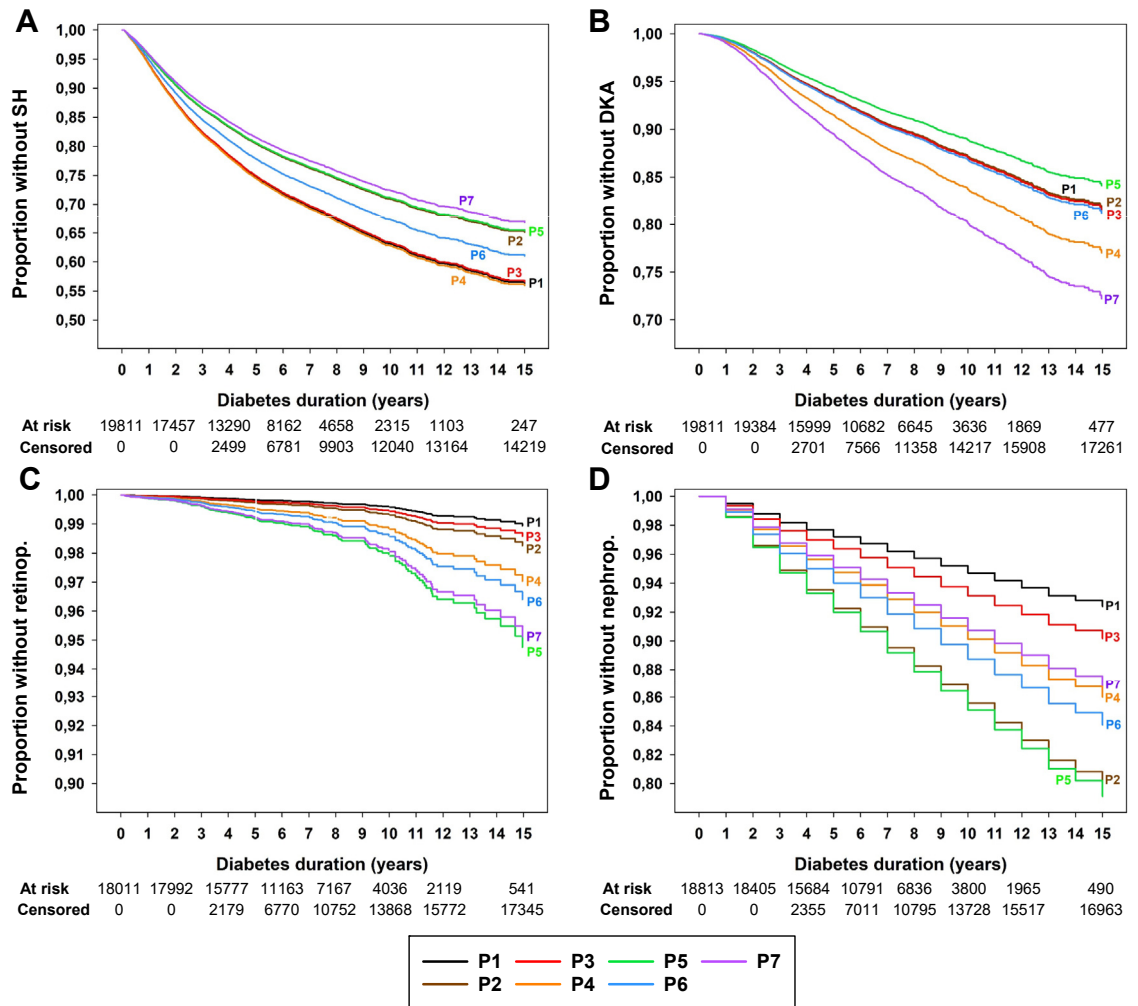 A
Proportion without SH
1,00
0,95
0,90
0,85
0,80
0,75
0,70
0,65
0,60
0,55
0,50
P7
P5
P2
P6
P3
P1
P4
0 1 2 3 4 5 6 7 8 9 10 11 12 13 14 15
Diabetes duration (years)
At risk 19811 17457 13290 8162 4658 2315 1103 247
Censored 0 0 2499 6781 9903 12040 13164 14219
B
Proportion without DKA
1,00
0,95
0,90
0,85
0,80
0,75
0,70
P5
P1
P2
P6
P3
P4
P7
0 1 2 3 4 5 6 7 8 9 10 11 12 13 14 15
Diabetes duration (years)
At risk 19811 19384 15999 10682 6645 3636 1869 477
Censored 0 0 2701 7566 11358 14217 15908 17261
C
Proportion without retinop.
1,00
0,99
0,98
0,97
0,96
0,95
0,94
0,93
0,92
0,91
0,90
P1
P3
P2
P4
P6
P7
P5
0 1 2 3 4 5 6 7 8 9 10 11 12 13 14 15
Diabetes duration (years)
At risk 18011 17992 15777 11163 7167 4036 2119 541
Censored 0 0 2179 6770 10752 13868 15772 17345
D
Proportion without nephrop.
1,00
0,98
0,96
0,94
0,92
0,90
0,88
0,86
0,84
0,82
0,80
P1
P3
P7
P4
P6
P5
P2
0 1 2 3 4 5 6 7 8 9 10 11 12 13 14 15
Diabetes duration (years)
At risk 18813 18405 15684 10791 6836 3800 1965 490
Censored 0 0 2355 7011 10795 13728 15517 16963
P1 P3 P5 P7
P2 P4 P6